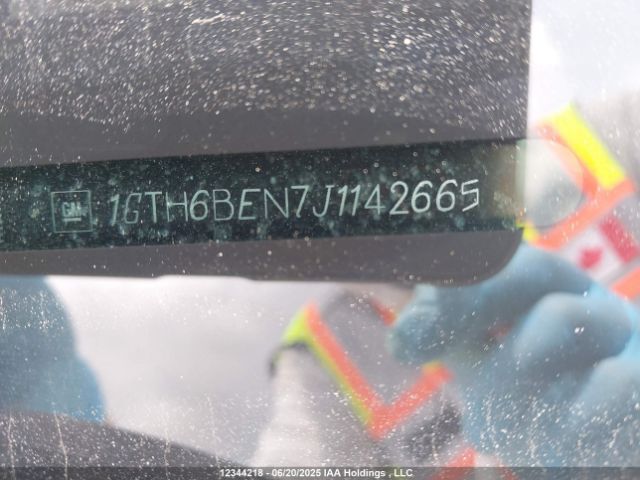 GM
1GTH6BEN7J1142665
12344218 - 06/20/2025 IAA Holdings , LLC